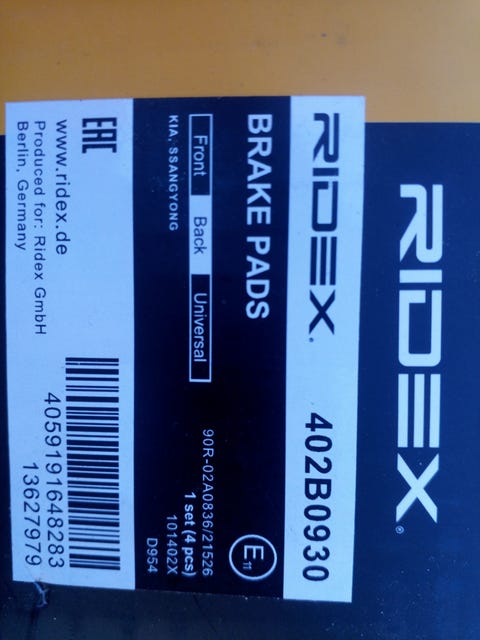 RIDEX®
RIDEX®
402B0930
BRAKE PADS
Front Back Universal
KIA, SSANGYONG
E11
90R-02A0836/21526
1 set (4 pcs)
101402X
D954
EAC
www.ridex.de
Produced for: Ridex GmbH
Berlin, Germany
4059191648283
13627979